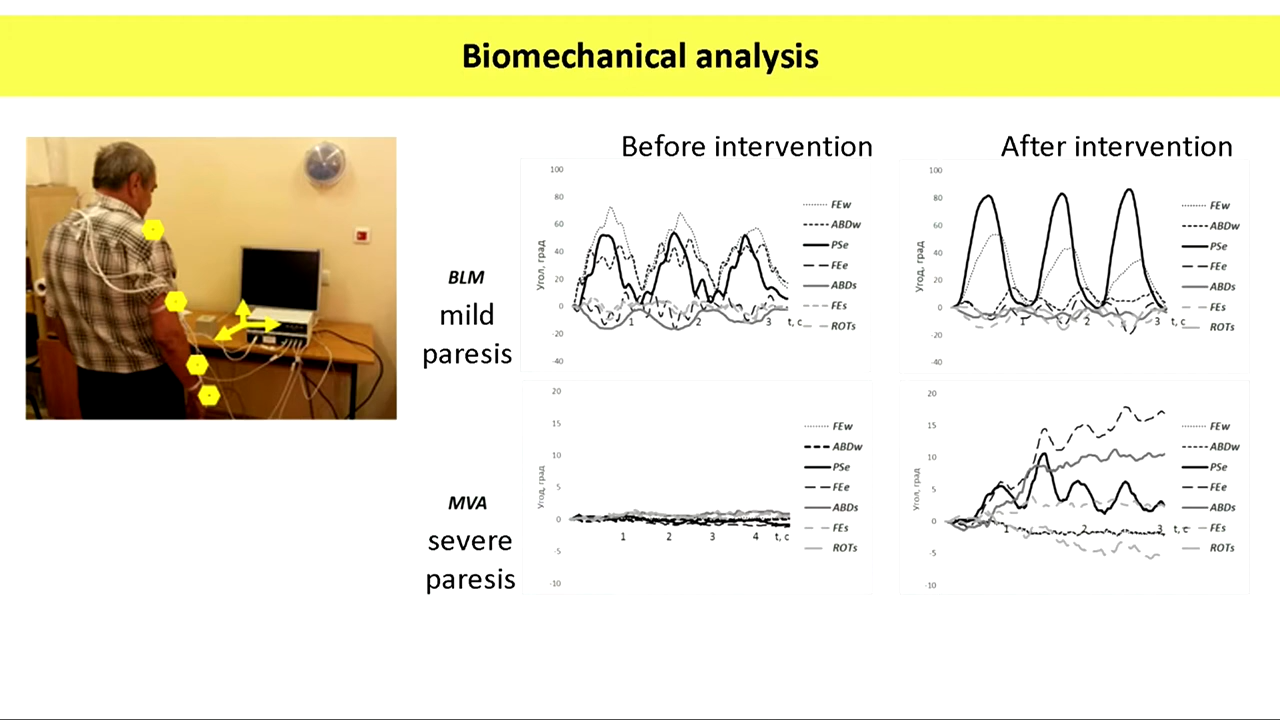 Biomechanical analysis
Before intervention
After intervention
BLM
mild
paresis
100
80
60
40
20
0
-20
-40
Угол, град
1
2
3
t, c
FEw
ABDw
PSe
FEe
ABDs
FEs
ROTs
100
80
60
40
20
0
-20
-40
Угол, град
1
2
3
t, c
FEw
ABDw
PSe
FEe
ABDs
FEs
ROTs
MVA
severe
paresis
20
15
10
5
0
-5
-10
Угол, град
1
2
3
4
t, c
FEw
ABDw
PSe
FEe
ABDs
FEs
ROTs
20
15
10
5
0
-5
-10
Угол, град
1
2
3
t, c
FEw
ABDw
PSe
FEe
ABDs
FEs
ROTs